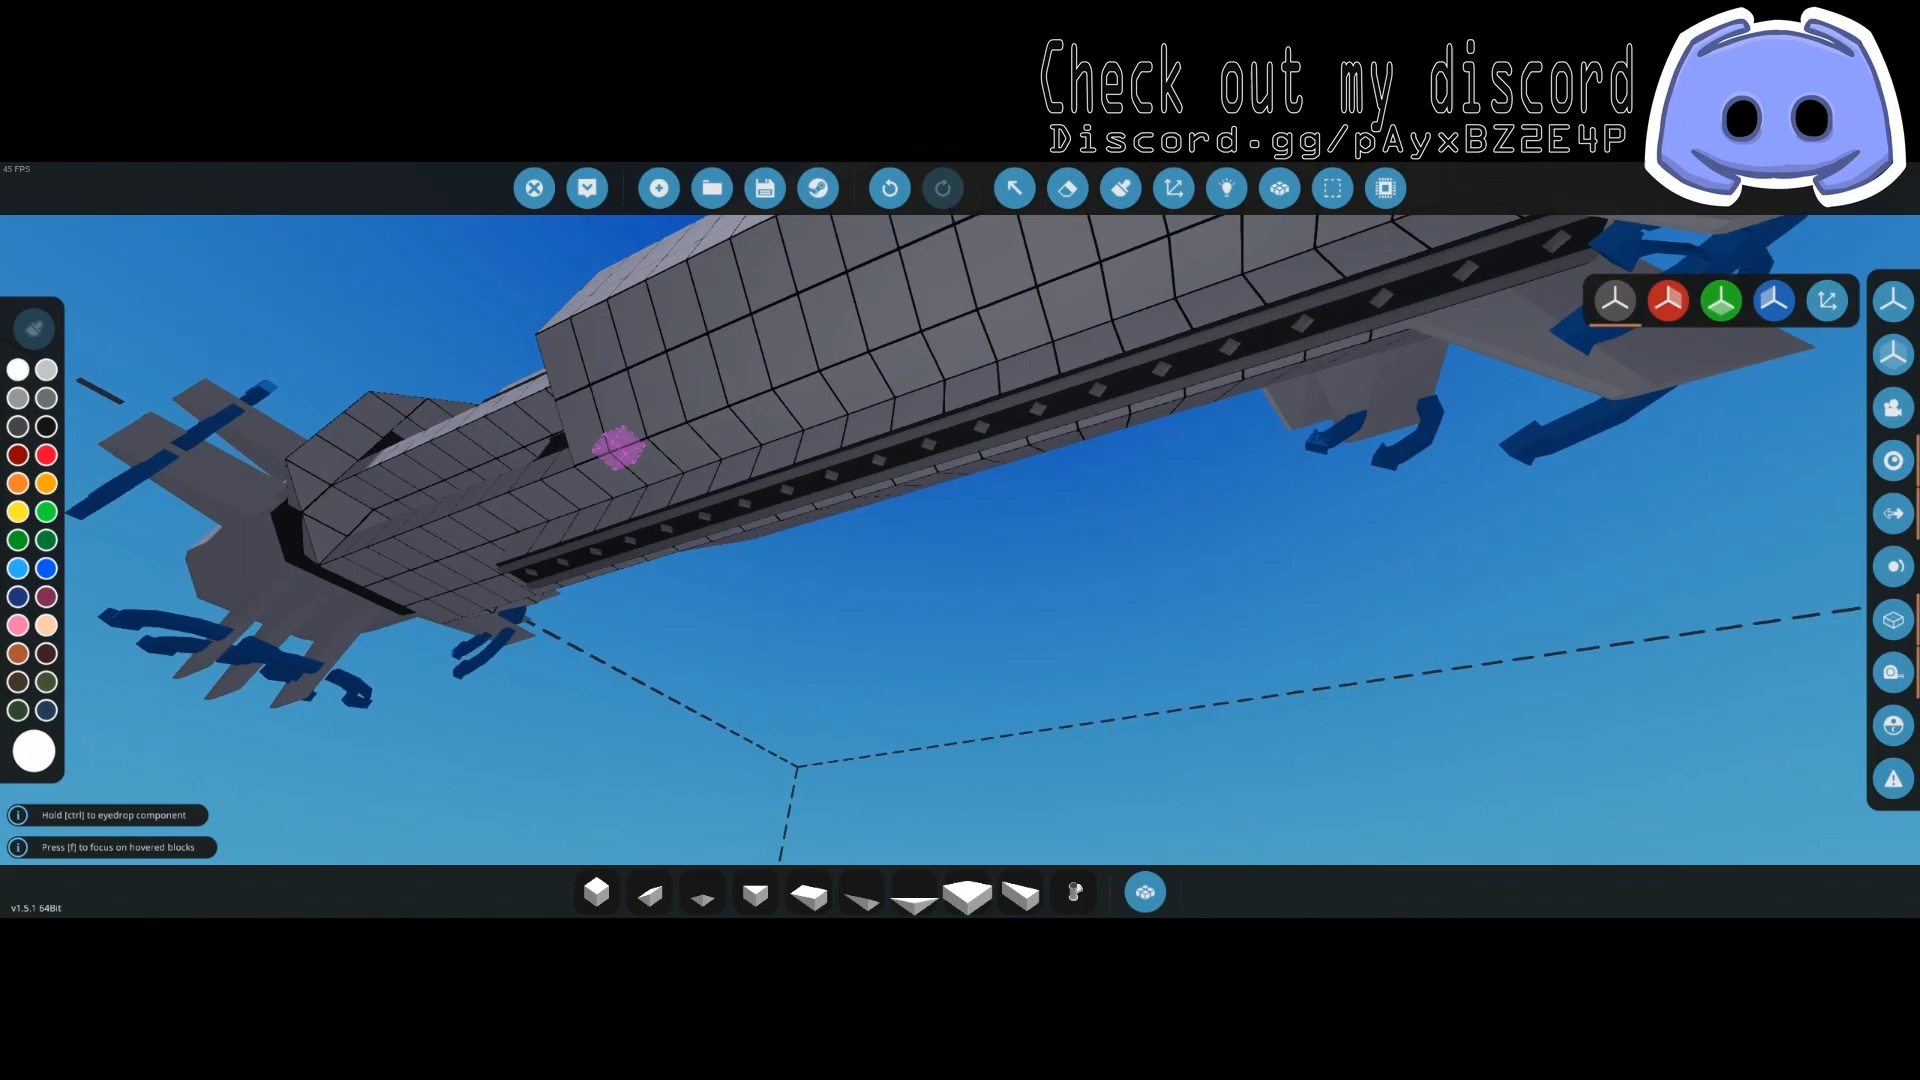 Check out my discord
Discord.gg/pAyxBZ2E4P
45 FPS
Hold [ctrl] to eyedrop component
Press [f] to focus on hovered blocks
v1.5.1 64Bit